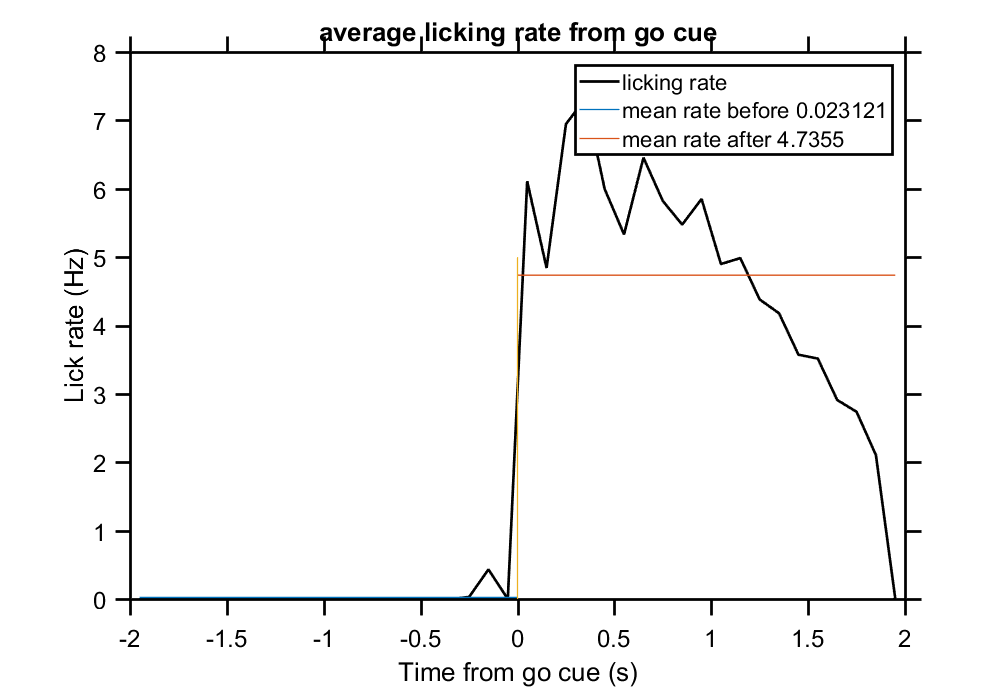 average licking rate from go cue
8
7
6
5
4
3
2
1
0
Lick rate (Hz)
licking rate
mean rate before 0.023121
mean rate after 4.7355
-2 -1.5 -1 -0.5 0 0.5 1 1.5 2
Time from go cue (s)